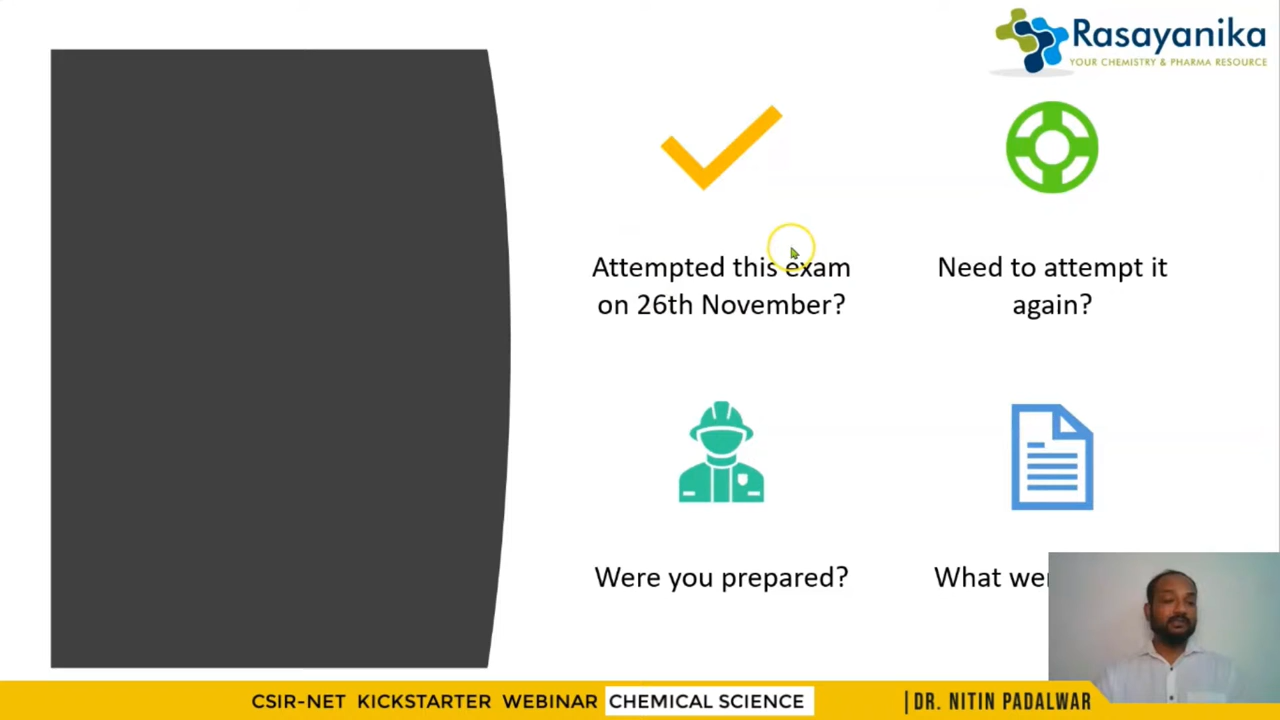 Rasayanika
YOUR CHEMISTRY & PHARMA RESOURCE
Attempted this exam
on 26th November?
Need to attempt it
again?
Were you prepared?
What
CSIR-NET KICKSTARTER WEBINAR CHEMICAL SCIENCE
|DR. NITIN PADALWAR